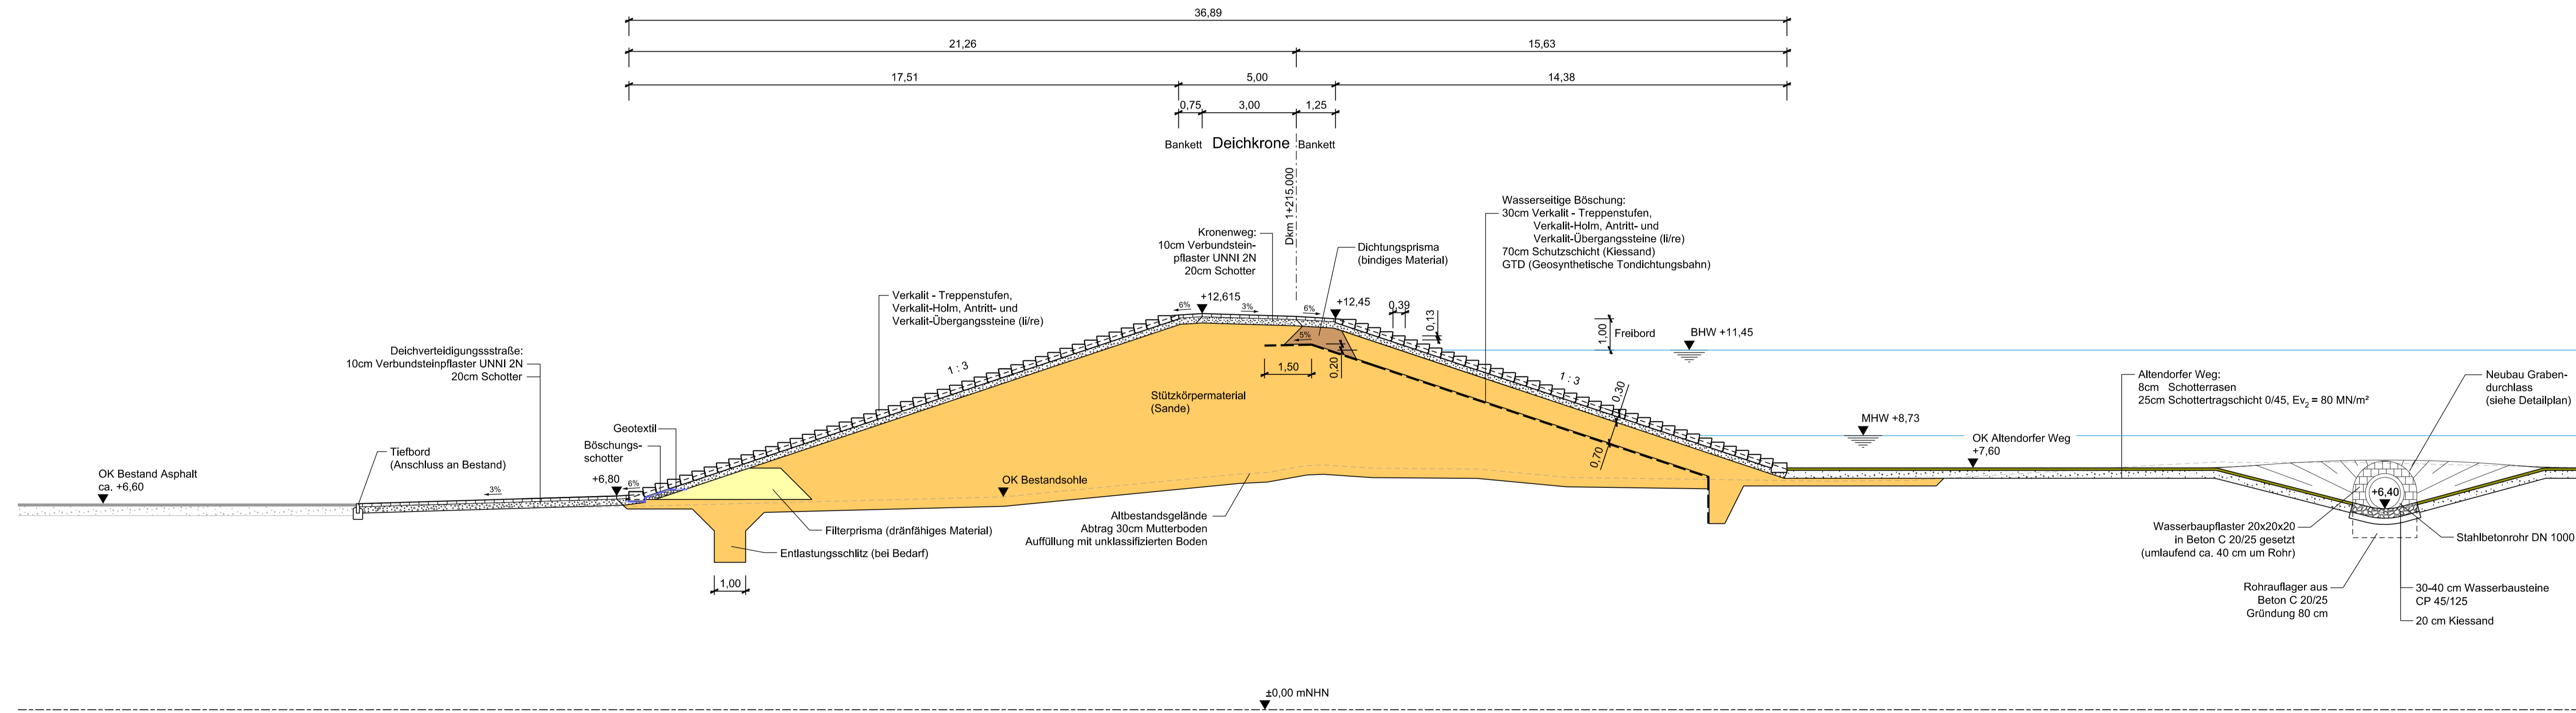 36,89
21,26
15,63
17,51
5,00
14,38
0,75
3,00
1,25
Bankett
Deichkrone
Bankett
Dkm 1+215.000
Wasserseitige Böschung:
30cm Verkalit - Treppenstufen,
Verkalit-Holm, Antritt- und
Verkalit-Übergangssteine (li/re)
70cm Schutzschicht (Kiessand)
GTD (Geosynthetische Tondichtungsbahn)
Kronenweg:
10cm Verbundstein-
pflaster UNNI 2N
20cm Schotter
Dichtungsprisma
(bindiges Material)
Verkalit - Treppenstufen,
Verkalit-Holm, Antritt- und
Verkalit-Übergangssteine (li/re)
6%
+12,615
3%
6%
+12,45
0,39
0,13
1,00
Freibord
BHW +11,45
5%
1,50
0,20
Deichverteidigungssstraße:
10cm Verbundsteinpflaster UNNI 2N
20cm Schotter
1 : 3
1 : 3
0,30
0,70
Stützkörpermaterial
(Sande)
Altendorfer Weg:
8cm Schotterrasen
25cm Schottertragschicht 0/45, Ev2 = 80 MN/m²
Neubau Graben-
durchlass
(siehe Detailplan)
MHW +8,73
OK Altendorfer Weg
+7,60
Geotextil
Böschungs-
schotter
Tiefbord
(Anschluss an Bestand)
OK Bestand Asphalt
ca. +6,60
+6,80
6%
3%
OK Bestandsohle
+6,40
Filterprisma (dränfähiges Material)
Entlastungsschlitz (bei Bedarf)
1,00
Altbestandsgelände
Abtrag 30cm Mutterboden
Auffüllung mit unklassifizierten Boden
Wasserbaupflaster 20x20x20
in Beton C 20/25 gesetzt
(umlaufend ca. 40 cm um Rohr)
Stahlbetonrohr DN 1000
Rohrauflager aus
Beton C 20/25
Gründung 80 cm
30-40 cm Wasserbausteine
CP 45/125
20 cm Kiessand
±0,00 mNHN